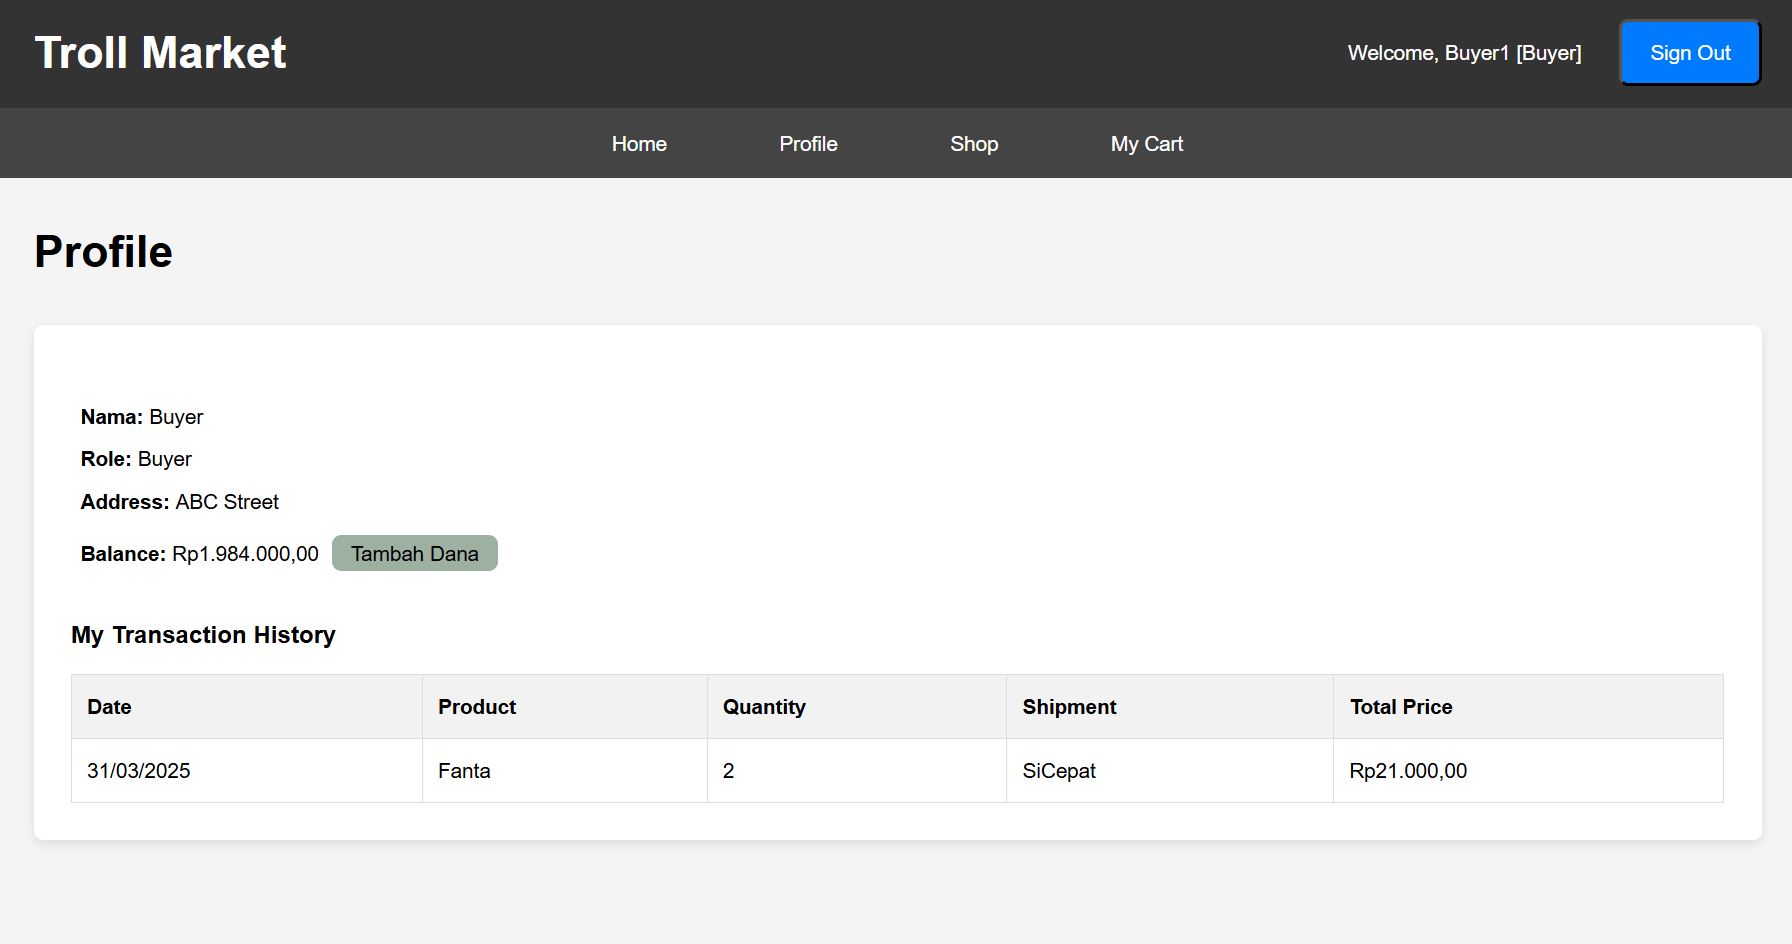 Troll Market
Welcome, Buyer1 [Buyer]
Sign Out
Home Profile Shop My Cart
Profile
Nama: Buyer
Role: Buyer
Address: ABC Street
Balance: Rp1.984.000,00 Tambah Dana
My Transaction History
Date Product Quantity Shipment Total Price
31/03/2025 Fanta 2 SiCepat Rp21.000,00